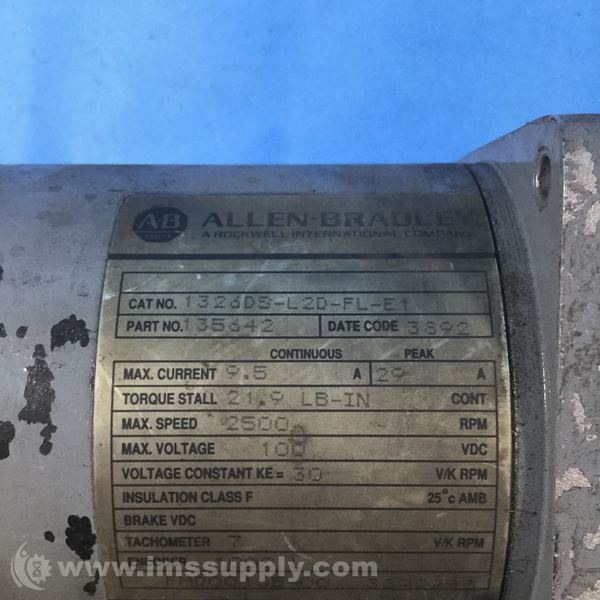 AB ALLEN-BRADLEY
A ROCKWELL INTERNATIONAL COMPANY
CAT NO. 1326DS-L2D-FL-E1
PART NO. 135642 DATE CODE 3892
CONTINUOUS PEAK
MAX. CURRENT 9.5 A 29 A
TORQUE STALL 21.9 LB-IN CONT
MAX. SPEED 2500 RPM
MAX. VOLTAGE 100 VDC
VOLTAGE CONSTANT KE = 30 V/K RPM
INSULATION CLASS F 25°C AMB
BRAKE VDC
TACHOMETER 7 V/K RPM
ENCODER
www.imssupply.com